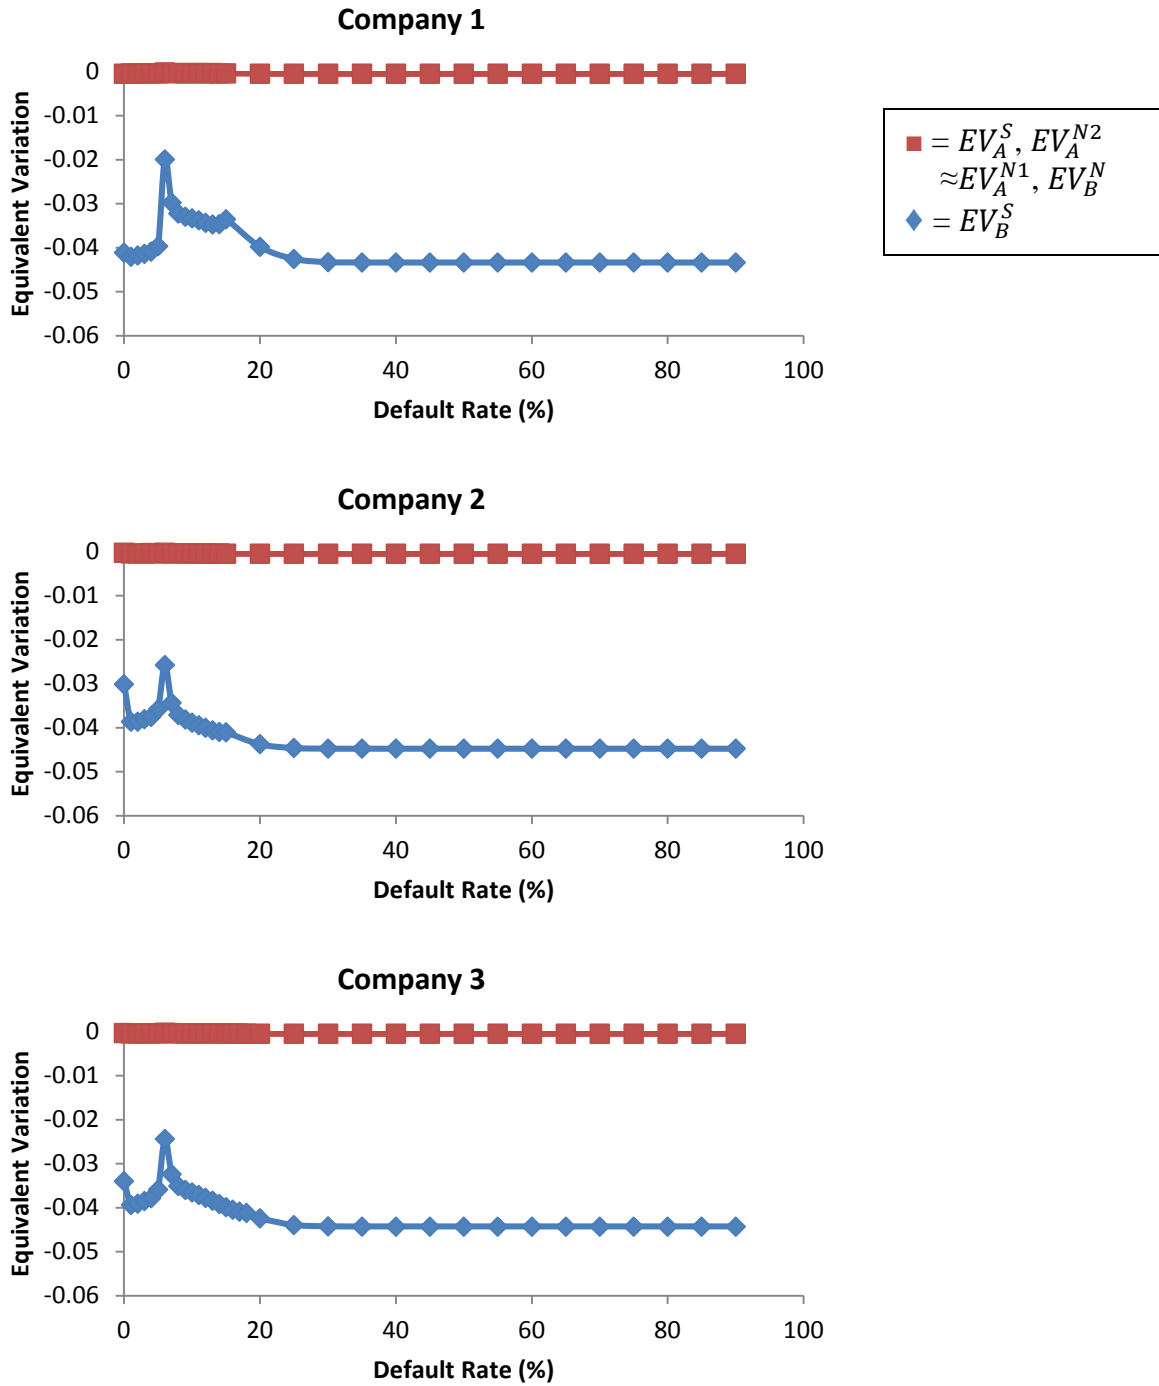 Company 1
Equivalent Variation
0
-0.01
-0.02
-0.03
-0.04
-0.05
-0.06
0 20 40 60 80 100
Default Rate (%)
■ = EV_A^S, EV_A^{N2}
≈EV_A^{N1}, EV_B^N
◆ = EV_B^S
Company 2
Equivalent Variation
0
-0.01
-0.02
-0.03
-0.04
-0.05
-0.06
0 20 40 60 80 100
Default Rate (%)
Company 3
Equivalent Variation
0
-0.01
-0.02
-0.03
-0.04
-0.05
-0.06
0 20 40 60 80 100
Default Rate (%)